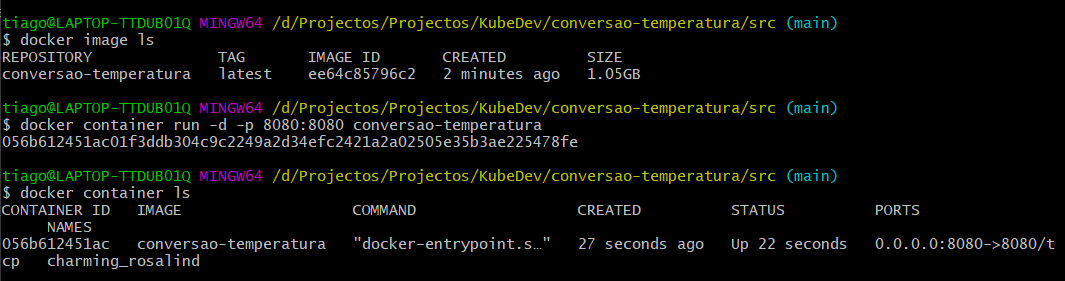 tiago@LAPTOP-TTDUB01Q MINGW64 /d/Projectos/Projectos/KubeDev/conversao-temperatura/src (main)
$ docker image ls
REPOSITORY             TAG       IMAGE ID       CREATED         SIZE
conversao-temperatura   latest    ee64c85796c2   2 minutes ago   1.05GB
tiago@LAPTOP-TTDUB01Q MINGW64 /d/Projectos/Projectos/KubeDev/conversao-temperatura/src (main)
$ docker container run -d -p 8080:8080 conversao-temperatura
056b612451ac01f3ddb304c9c2249a2d34efc2421a2a02505e35b3ae225478fe
tiago@LAPTOP-TTDUB01Q MINGW64 /d/Projectos/Projectos/KubeDev/conversao-temperatura/src (main)
$ docker container ls
CONTAINER ID   IMAGE                   COMMAND                  CREATED          STATUS          PORTS
NAMES
056b612451ac   conversao-temperatura   "docker-entrypoint.s…"   27 seconds ago   Up 22 seconds   0.0.0.0:8080->8080/t
cp   charming_rosalind